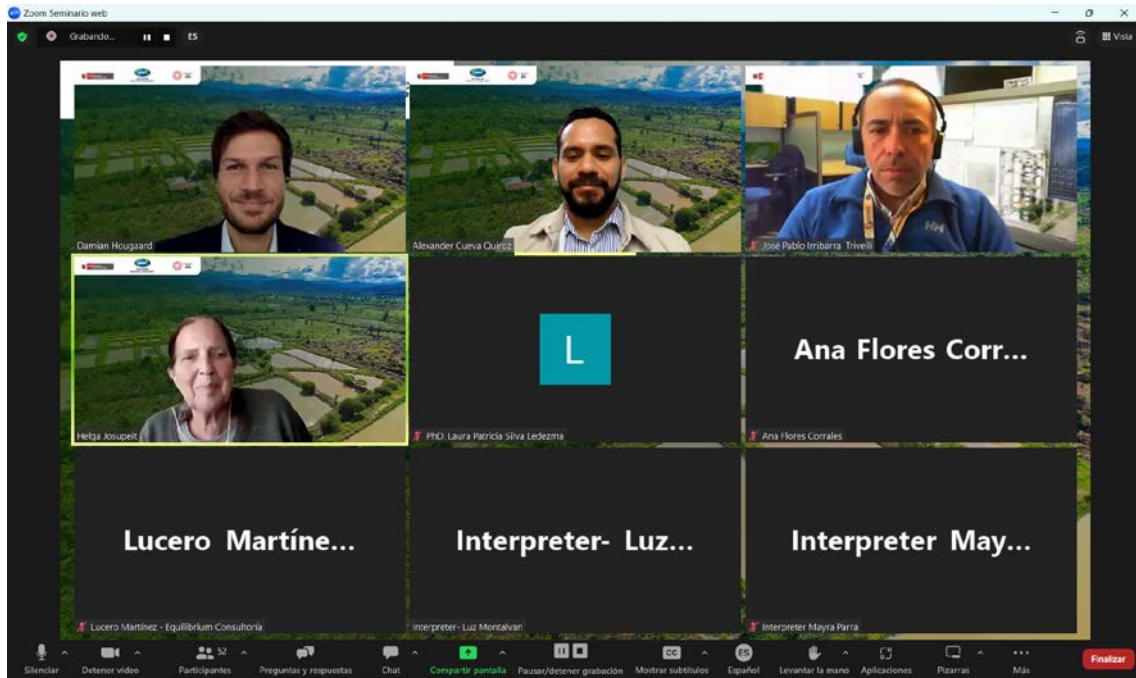 Zoom Seminario web
Grabando...
ES
Vista
Damian Hougaard
Alexander Cueva Quiroz
José Pablo Irribarra Trivelli
HH
Helga Josupeit
L
PhD. Laura Patricia Silva Ledezma
Ana Flores Corr...
Ana Flores Corrales
Lucero Martíne...
Lucero Martínez - Equilibrium Consultoría
Interpreter- Luz...
Interpreter- Luz Montalvan
Interpreter May...
Interpreter Mayra Parra
Silenciar
Detener video
52
Participantes
Preguntas y respuestas
Chat
Compartir pantalla
Pausar/detener grabación
CC
Mostrar subtítulos
ES
Español
Levantar la mano
Aplicaciones
Pizarras
Más
Finalizar